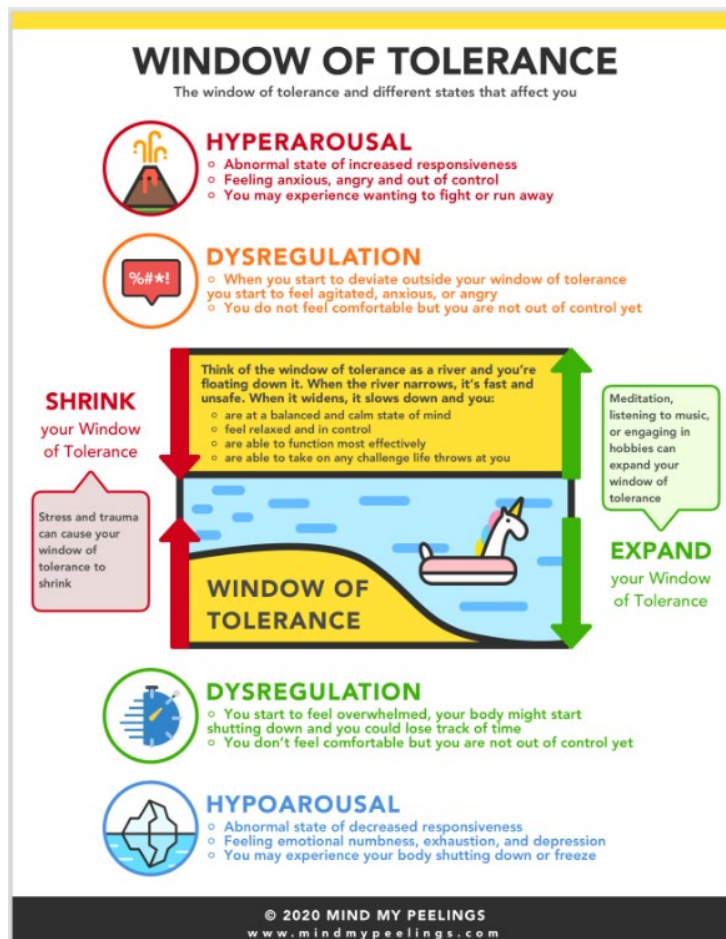 WINDOW OF TOLERANCE
The window of tolerance and different states that affect you
HYPERAROUSAL
○ Abnormal state of increased responsiveness
○ Feeling anxious, angry and out of control
○ You may experience wanting to fight or run away
%#*!
DYSREGULATION
○ When you start to deviate outside your window of tolerance
you start to feel agitated, anxious, or angry
○ You do not feel comfortable but you are not out of control yet
SHRINK
your Window
of Tolerance
Stress and trauma
can cause your
window of
tolerance to
shrink
Think of the window of tolerance as a river and you're
floating down it. When the river narrows, it's fast and
unsafe. When it widens, it slows down and you:
○ are at a balanced and calm state of mind
○ feel relaxed and in control
○ are able to function most effectively
○ are able to take on any challenge life throws at you
WINDOW OF
TOLERANCE
Meditation,
listening to music,
or engaging in
hobbies can
expand your
window of
tolerance
EXPAND
your Window
of Tolerance
DYSREGULATION
○ You start to feel overwhelmed, your body might start
shutting down and you could lose track of time
○ You don't feel comfortable but you are not out of control yet
HYPOAROUSAL
○ Abnormal state of decreased responsiveness
○ Feeling emotional numbness, exhaustion, and depression
○ You may experience your body shutting down or freeze
© 2020 MIND MY PEELINGS
www.mindmypeelings.com